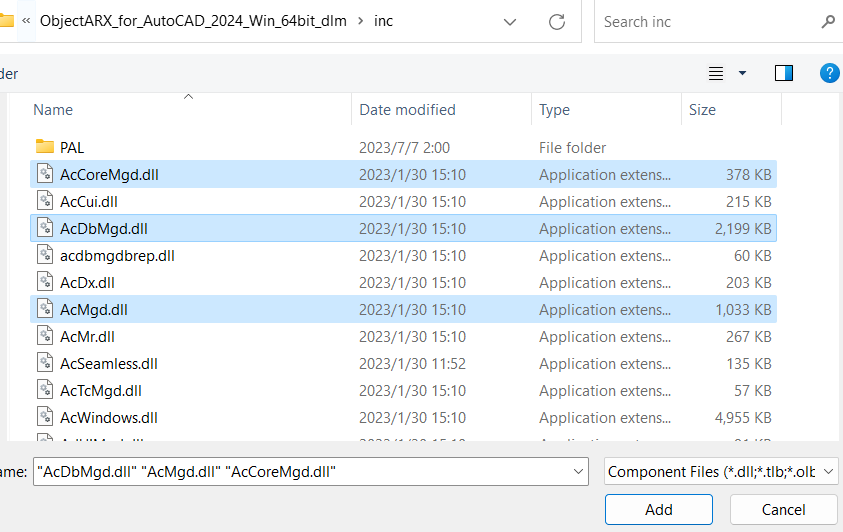 « ObjectARX_for_AutoCAD_2024_Win_64bit_dlm › inc Search inc
der ?
Name Date modified Type Size
PAL 2023/7/7 2:00 File folder
AcCoreMgd.dll 2023/1/30 15:10 Application extens... 378 KB
AcCui.dll 2023/1/30 15:10 Application extens... 215 KB
AcDbMgd.dll 2023/1/30 15:10 Application extens... 2,199 KB
acdbmgdbrep.dll 2023/1/30 15:10 Application extens... 60 KB
AcDx.dll 2023/1/30 15:10 Application extens... 203 KB
AcMgd.dll 2023/1/30 15:10 Application extens... 1,033 KB
AcMr.dll 2023/1/30 15:10 Application extens... 267 KB
AcSeamless.dll 2023/1/30 11:52 Application extens... 135 KB
AcTcMgd.dll 2023/1/30 15:10 Application extens... 57 KB
AcWindows.dll 2023/1/30 15:10 Application extens... 4,955 KB
ame: "AcDbMgd.dll" "AcMgd.dll" "AcCoreMgd.dll" Component Files (*.dll;*.tlb;*.olb
Add Cancel